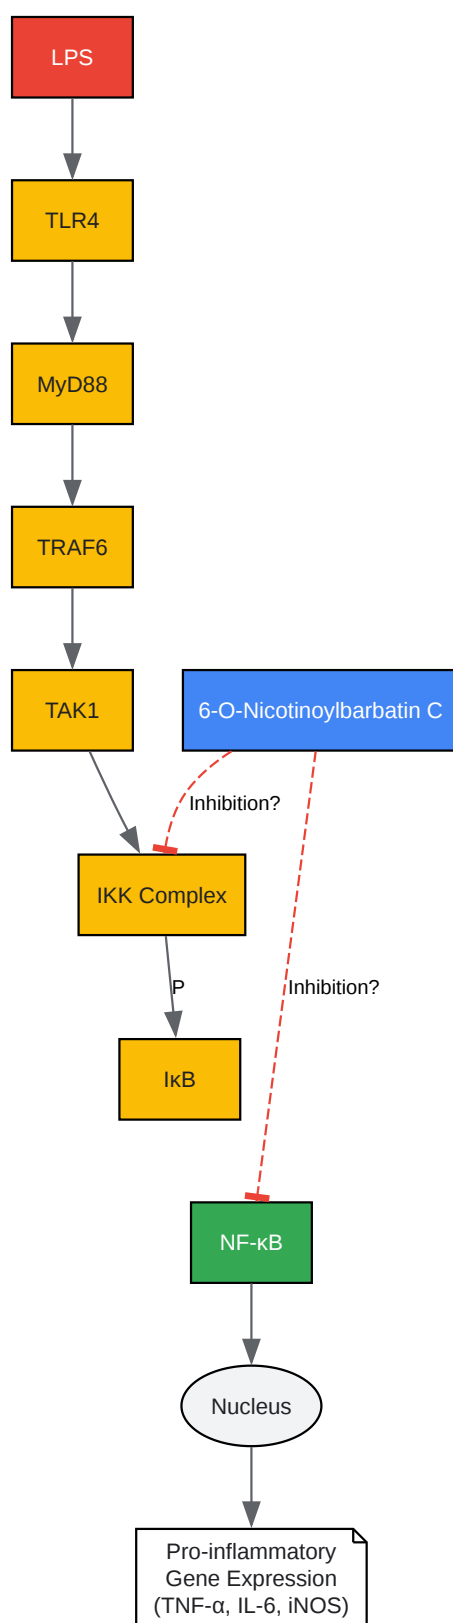 LPS
TLR4
MyD88
TRAF6
TAK1
6-O-Nicotinoylbarbatin C
Inhibition?
IKK Complex
P
Inhibition?
IκB
NF-κB
Nucleus
Pro-inflammatory
Gene Expression
(TNF-α, IL-6, iNOS)